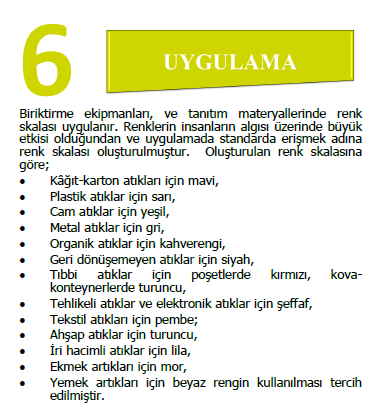 6
UYGULAMA
Biriktirme ekipmanları, ve tanıtım materyallerinde renk
skalası uygulanır. Renklerin insanların algısı üzerinde büyük
etkisi olduğundan ve uygulamada standarda erişmek adına
renk skalası oluşturulmuştur. Oluşturulan renk skalasına
göre;
• Kâğıt-karton atıkları için mavi,
• Plastik atıklar için sarı,
• Cam atıklar için yeşil,
• Metal atıklar için gri,
• Organik atıklar için kahverengi,
• Geri dönüşemeyen atıklar için siyah,
• Tıbbi atıklar için poşetlerde kırmızı, kova-
konteynerlerde turuncu,
• Tehlikeli atıklar ve elektronik atıklar için şeffaf,
• Tekstil atıkları için pembe;
• Ahşap atıklar için turuncu,
• İri hacimli atıklar için lila,
• Ekmek artıkları için mor,
• Yemek artıkları için beyaz rengin kullanılması tercih
edilmiştir.